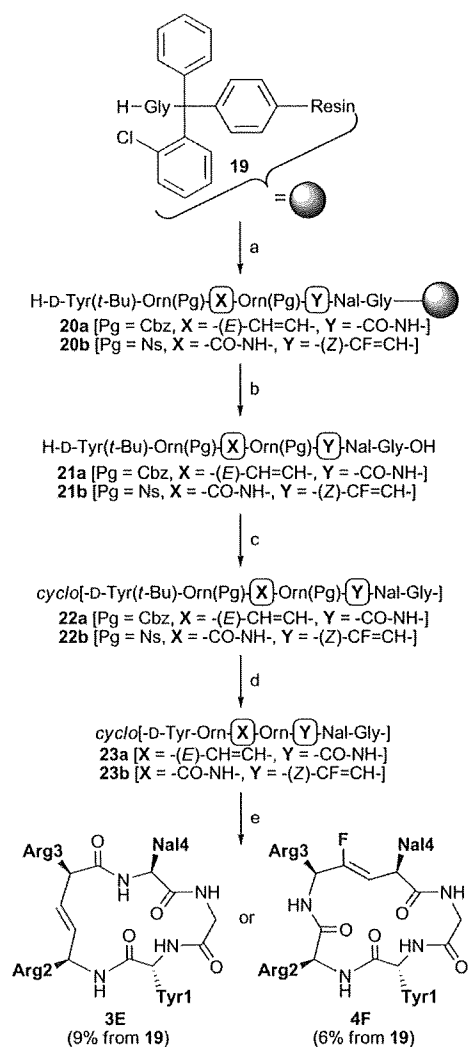 H-Gly
Resin
Cl
19
=
a
H-D-Tyr(t-Bu)-Orn(Pg)-X-Orn(Pg)-Y-Nal-Gly
20a [Pg = Cbz, X = -(E)-CH=CH-, Y = -CO-NH-]
20b [Pg = Ns, X = -CO-NH-, Y = -(Z)-CF=CH-]
b
H-D-Tyr(t-Bu)-Orn(Pg)-X-Orn(Pg)-Y-Nal-Gly-OH
21a [Pg = Cbz, X = -(E)-CH=CH-, Y = -CO-NH-]
21b [Pg = Ns, X = -CO-NH-, Y = -(Z)-CF=CH-]
c
cyclo[-D-Tyr(t-Bu)-Orn(Pg)-X-Orn(Pg)-Y-Nal-Gly-]
22a [Pg = Cbz, X = -(E)-CH=CH-, Y = -CO-NH-]
22b [Pg = Ns, X = -CO-NH-, Y = -(Z)-CF=CH-]
d
cyclo[-D-Tyr-Orn-X-Orn-Y-Nal-Gly-]
23a [X = -(E)-CH=CH-, Y = -CO-NH-]
23b [X = -CO-NH-, Y = -(Z)-CF=CH-]
e
Arg3 O Nal4
N H
O NH
O NH O
Arg2 N H
Tyr1
3E
(9% from 19)
or
Arg3 F Nal4
HN O NH
O O NH O
Arg2 N H
Tyr1
4F
(6% from 19)